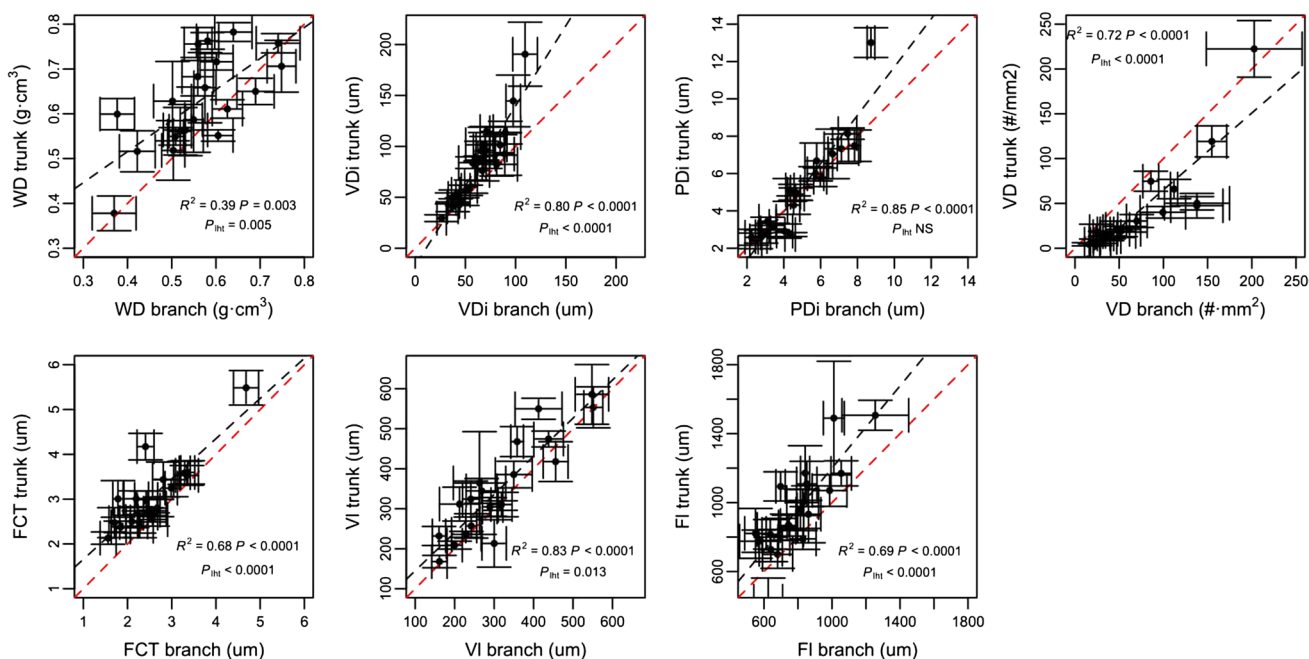 WD trunk (g·cm³)
0.3 0.4 0.5 0.6 0.7 0.8
R² = 0.39 P = 0.003
Plht = 0.005
0.3 0.4 0.5 0.6 0.7 0.8
WD branch (g·cm³)
VDi trunk (um)
0 50 100 150 200
R² = 0.80 P < 0.0001
Plht < 0.0001
0 50 100 150 200
VDi branch (um)
PDi trunk (um)
2 4 6 8 10 12 14
R² = 0.85 P < 0.0001
Plht NS
2 4 6 8 10 12 14
PDi branch (um)
VD trunk (#/mm2)
0 50 100 150 200 250
R² = 0.72 P < 0.0001
Plht < 0.0001
0 50 100 150 200 250
VD branch (#·mm²)
FCT trunk (um)
1 2 3 4 5 6
R² = 0.68 P < 0.0001
Plht < 0.0001
1 2 3 4 5 6
FCT branch (um)
VI trunk (um)
100 200 300 400 500 600
R² = 0.83 P < 0.0001
Plht = 0.013
100 200 300 400 500 600
VI branch (um)
FI trunk (um)
600 1000 1400 1800
R² = 0.69 P < 0.0001
Plht < 0.0001
600 1000 1400 1800
FI branch (um)